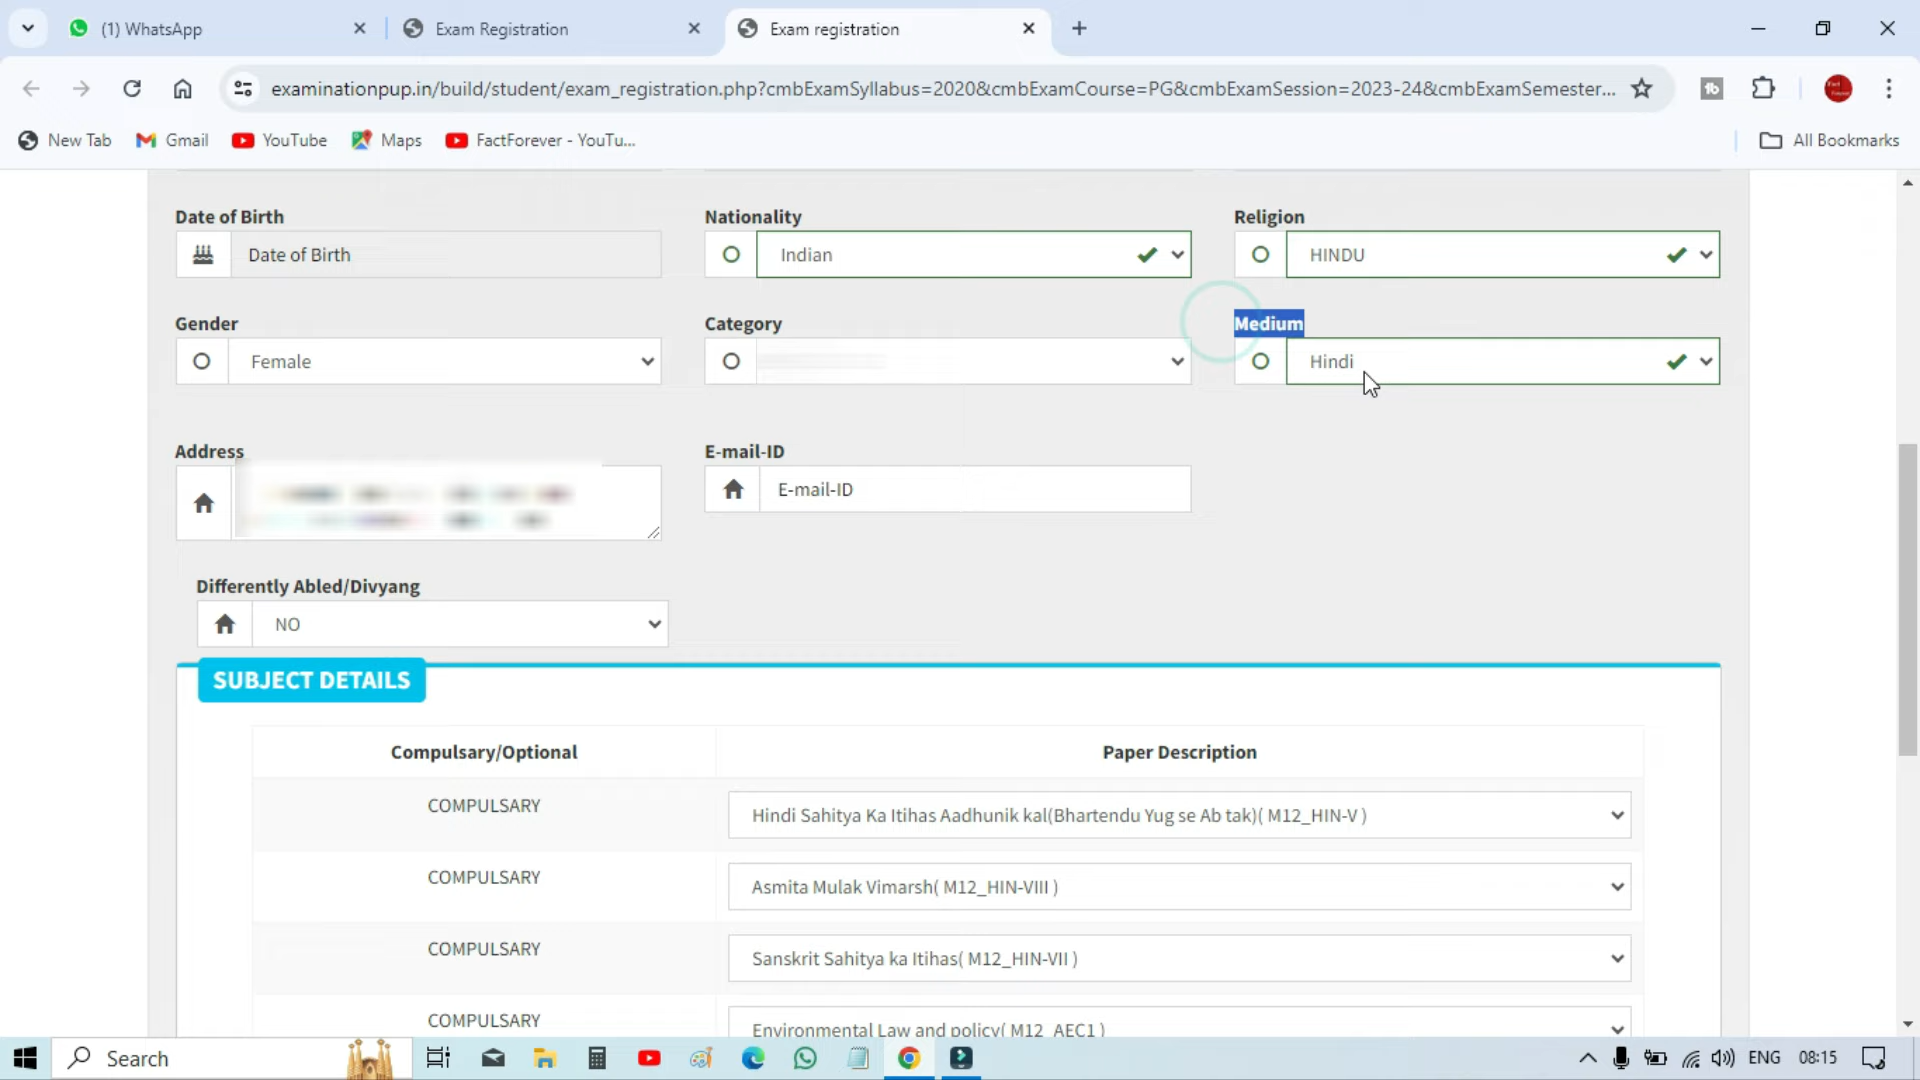 (1) WhatsApp
Exam Registration
Exam registration
examinationpup.in/build/student/exam_registration.php?cmbExamSyllabus=2020&cmbExamCourse=PG&cmbExamSession=2023-24&cmbExamSemester...
New Tab
Gmail
YouTube
Maps
FactForever - YouTu...
All Bookmarks
Date of Birth
Nationality
Religion
Date of Birth
Indian
HINDU
Gender
Category
Medium
Female
Hindi
Address
E-mail-ID
E-mail-ID
Differently Abled/Divyang
NO
SUBJECT DETAILS
Compulsary/Optional
Paper Description
COMPULSARY
Hindi Sahitya Ka Itihas Aadhunik kal(Bhartendu Yug se Ab tak)( M12_HIN-V )
COMPULSARY
Asmita Mulak Vimarsh( M12_HIN-VIII )
COMPULSARY
Sanskrit Sahitya ka Itihas( M12_HIN-VII )
COMPULSARY
Environmental Law and policy( M12_AEC1 )
Search
ENG
08:15